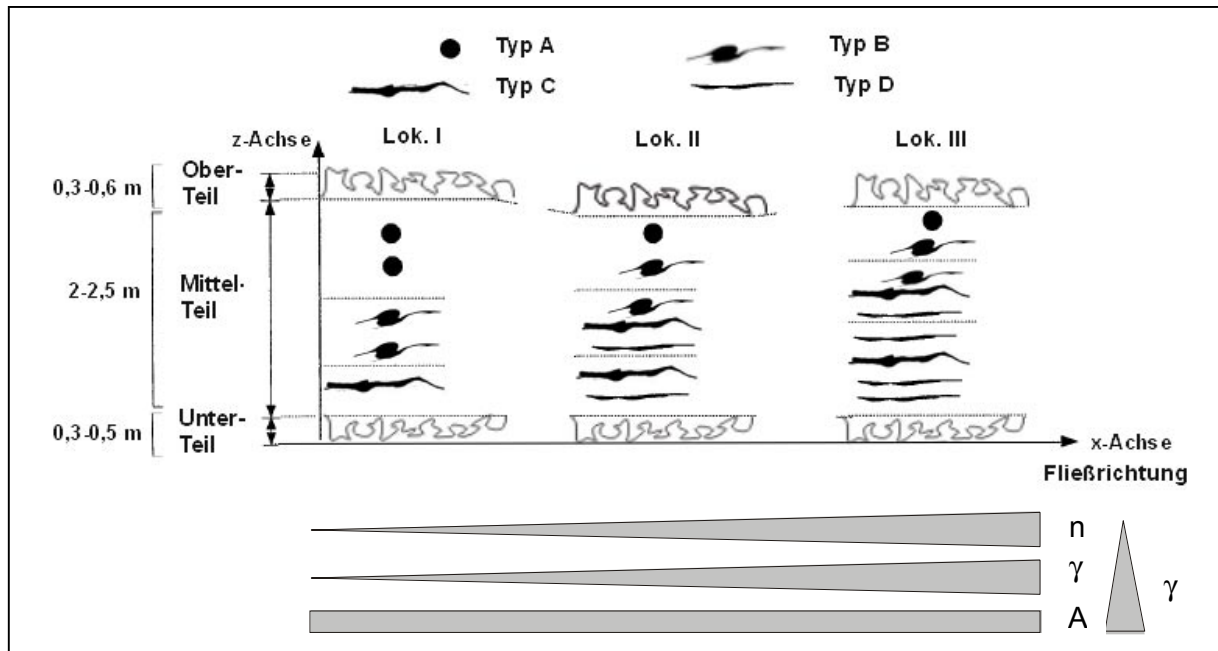 Typ A
Typ B
Typ C
Typ D
z-Achse
Lok. I
Lok. II
Lok. III
0,3-0,6 m
Ober-
Teil
2-2,5 m
Mittel-
Teil
0,3-0,5 m
Unter-
Teil
x-Achse
Fließrichtung
n
γ
γ
A